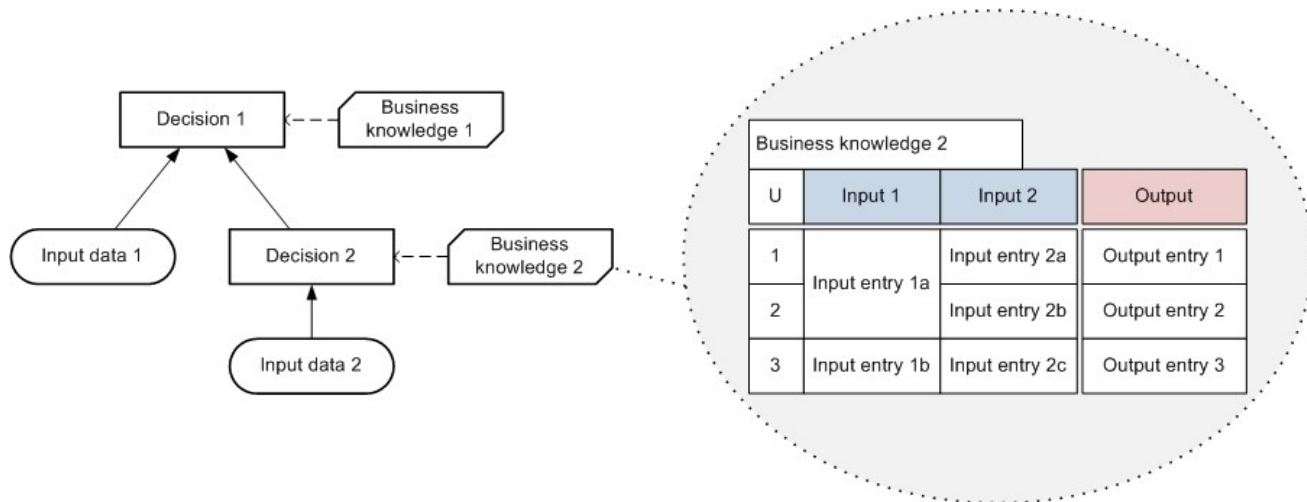 Decision 1
Business
knowledge 1
Input data 1
Decision 2
Business
knowledge 2
Input data 2
Business knowledge 2
U Input 1 Input 2 Output
1 Input entry 1a Input entry 2a Output entry 1
2 Input entry 2b Output entry 2
3 Input entry 1b Input entry 2c Output entry 3